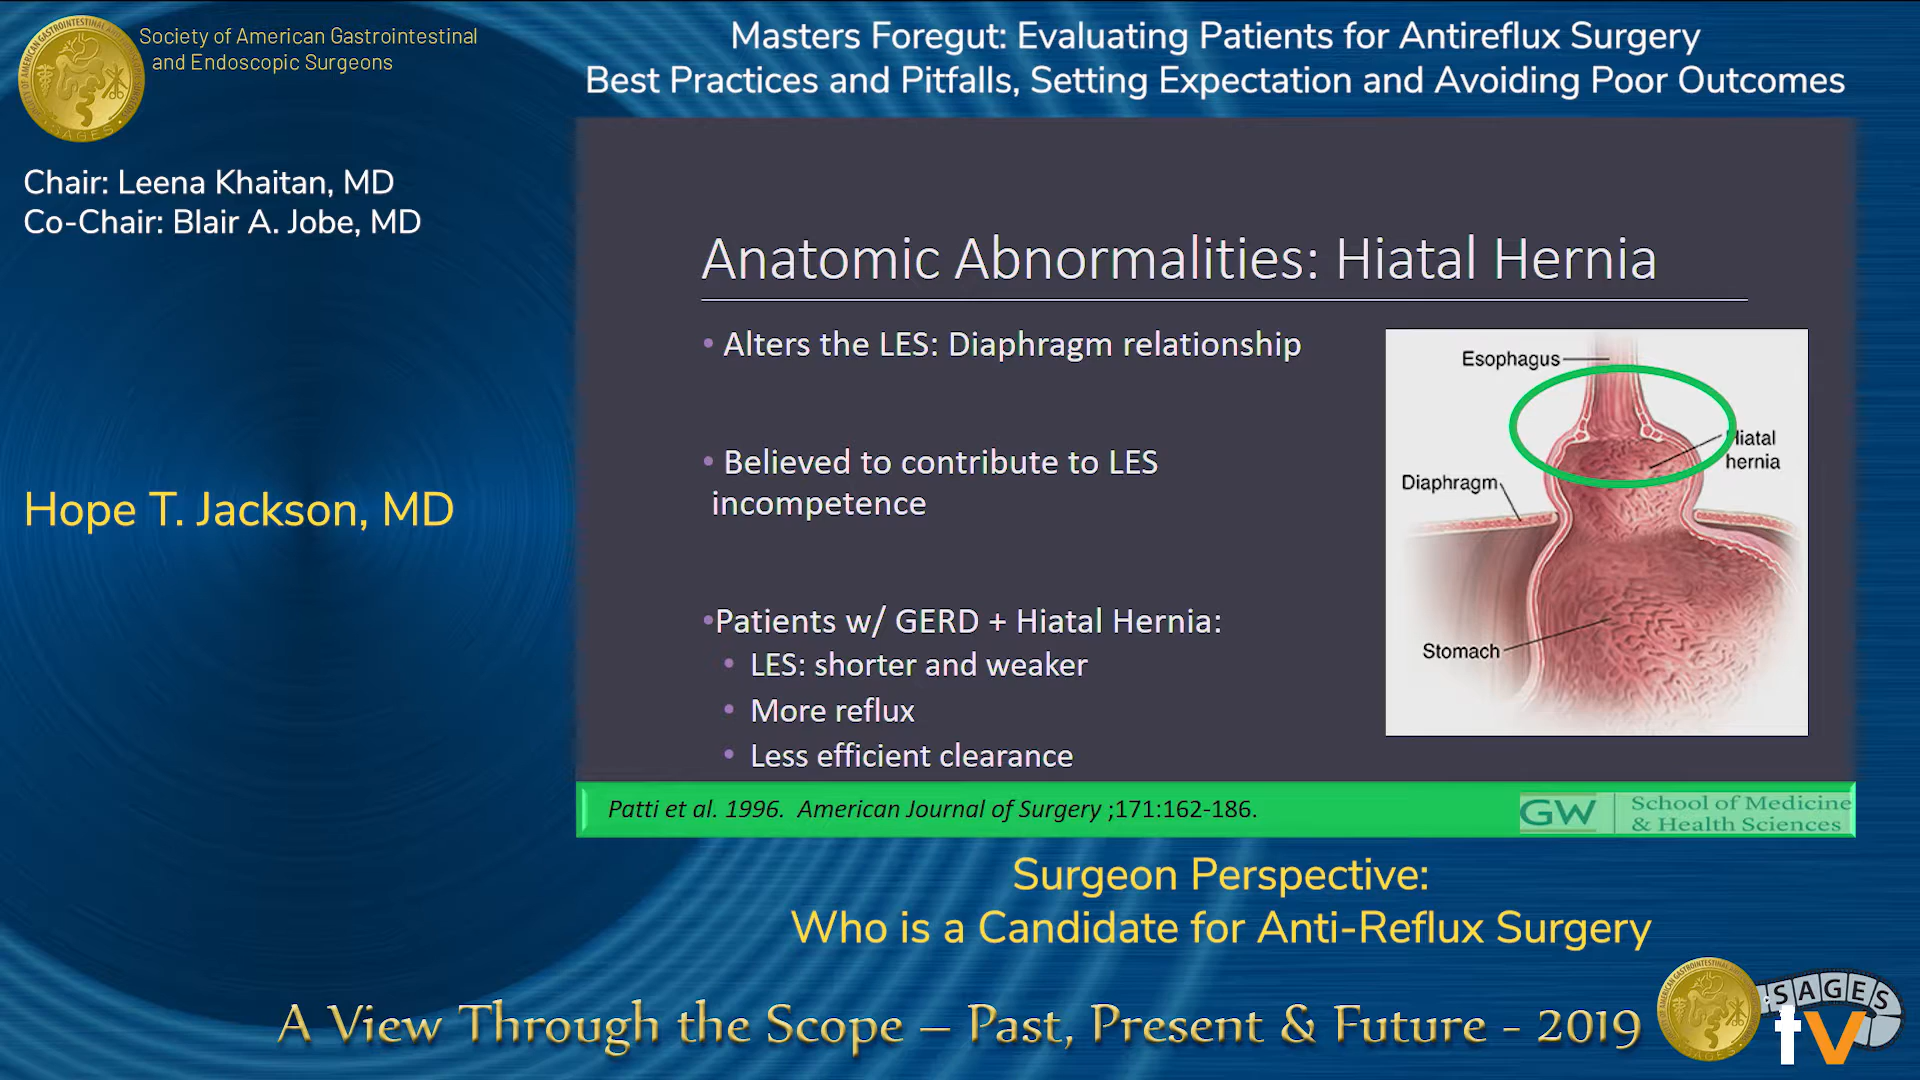 Society of American Gastrointestinal
and Endoscopic Surgeons
Masters Foregut: Evaluating Patients for Antireflux Surgery
Best Practices and Pitfalls, Setting Expectation and Avoiding Poor Outcomes
Chair: Leena Khaitan, MD
Co-Chair: Blair A. Jobe, MD
Hope T. Jackson, MD
Anatomic Abnormalities: Hiatal Hernia
• Alters the LES: Diaphragm relationship
• Believed to contribute to LES
incompetence
•Patients w/ GERD + Hiatal Hernia:
• LES: shorter and weaker
• More reflux
• Less efficient clearance
Esophagus
Hiatal
hernia
Diaphragm
Stomach
Patti et al. 1996. American Journal of Surgery ;171:162-186.
GW
School of Medicine
& Health Sciences
Surgeon Perspective:
Who is a Candidate for Anti-Reflux Surgery
A View Through the Scope – Past, Present & Future - 2019
SAGES
tv